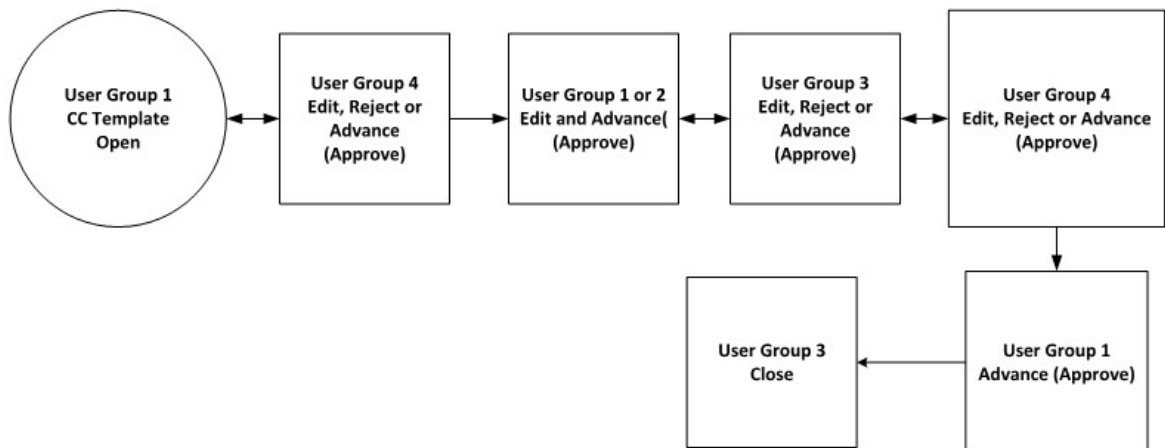 User Group 1
CC Template
Open
User Group 4
Edit, Reject or
Advance
(Approve)
User Group 1 or 2
Edit and Advance(
(Approve)
User Group 3
Edit, Reject or
Advance
(Approve)
User Group 4
Edit, Reject or Advance
(Approve)
User Group 3
Close
User Group 1
Advance (Approve)